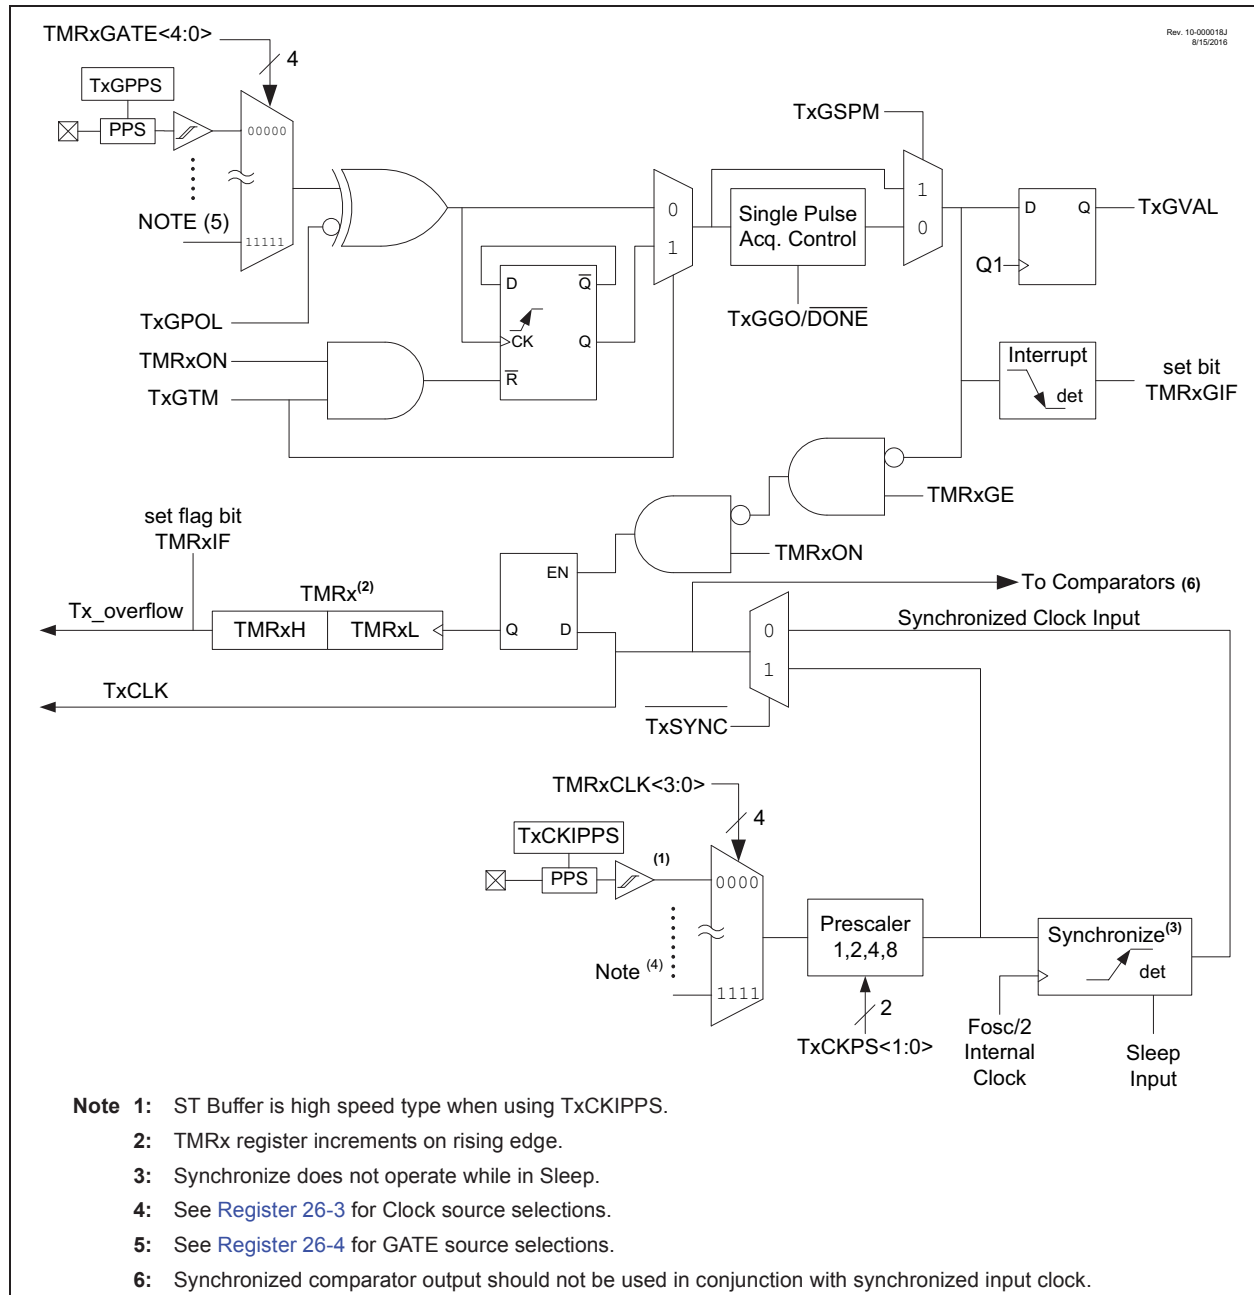 Rev. 10-000018J
8/15/2016
TMRxGATE<4:0>
4
TxGPPS
PPS
00000
NOTE (5)
11111
TxGPOL
TMRxON
TxGTM
D
Q
CK
Q
R
0
1
Single Pulse
Acq. Control
TxGGO/DONE
TxGSPM
1
0
D
Q
Q1
TxGVAL
Interrupt
det
set bit
TMRxGIF
TMRxGE
TMRxON
set flag bit
TMRxIF
TMRx(2)
Tx_overflow
TMRxH
TMRxL
EN
Q
D
TxCLK
To Comparators (6)
Synchronized Clock Input
0
1
TxSYNC
TMRxCLK<3:0>
4
TxCKIPPS
(1)
PPS
0000
Note (4)
1111
Prescaler
1,2,4,8
2
TxCKPS<1:0>
Synchronize(3)
det
Fosc/2
Internal
Clock
Sleep
Input
Note 1: ST Buffer is high speed type when using TxCKIPPS.
2: TMRx register increments on rising edge.
3: Synchronize does not operate while in Sleep.
4: See Register 26-3 for Clock source selections.
5: See Register 26-4 for GATE source selections.
6: Synchronized comparator output should not be used in conjunction with synchronized input clock.